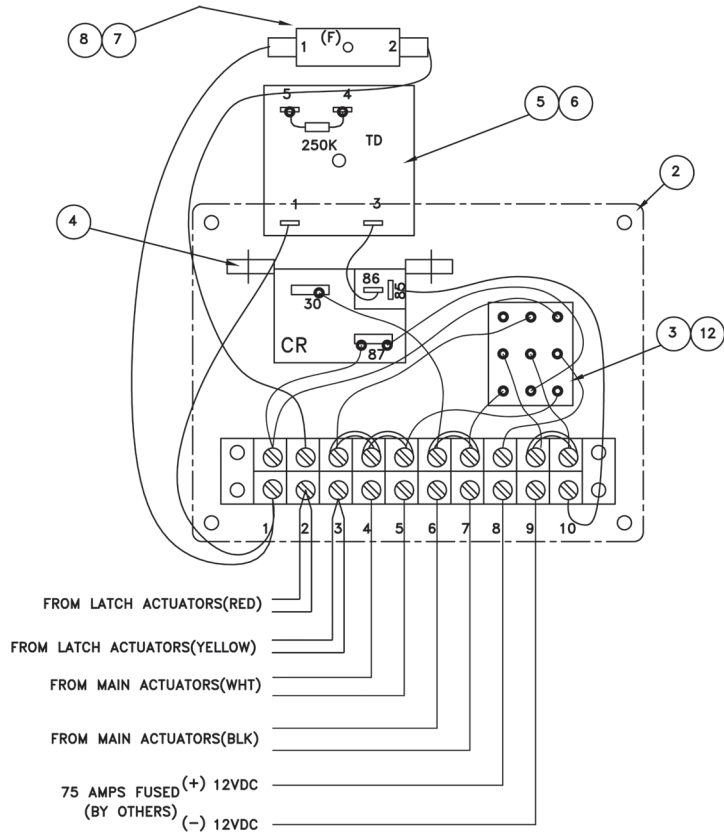 8 7
1 (F) 2
5 4
TD
250K
5 6
2
1 3
4
86
85
30
CR
87
3 12
1 2 3 4 5 6 7 8 9 10
FROM LATCH ACTUATORS(RED)
FROM LATCH ACTUATORS(YELLOW)
FROM MAIN ACTUATORS(WHT)
FROM MAIN ACTUATORS(BLK)
75 AMPS FUSED (+) 12VDC
(BY OTHERS)
(-) 12VDC